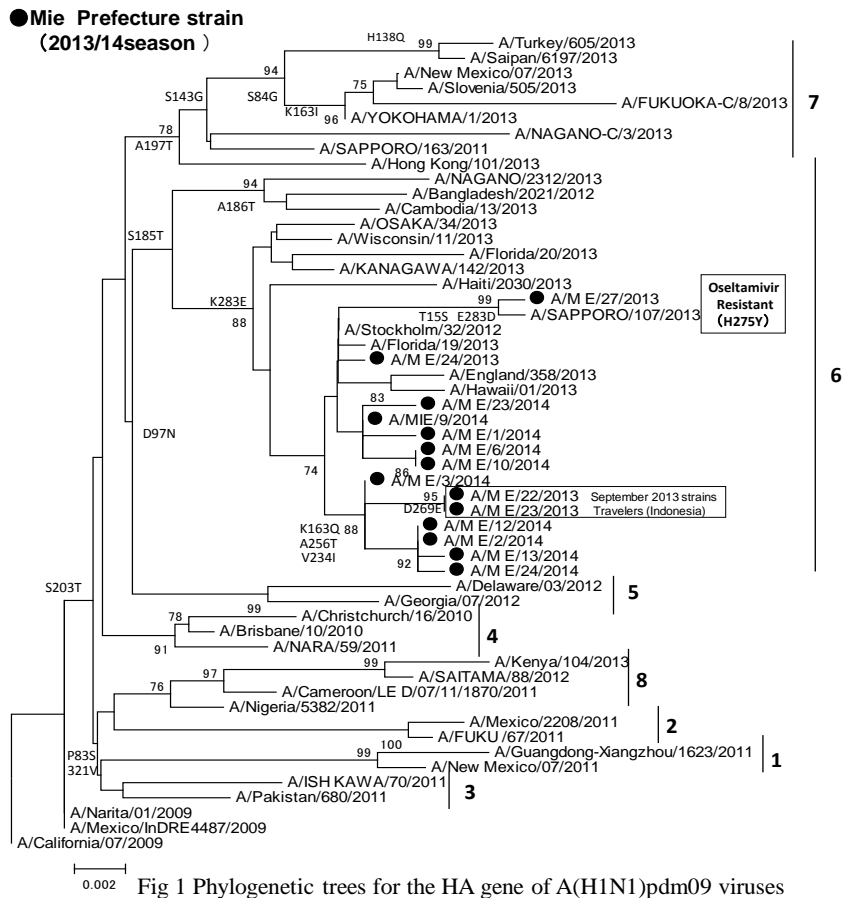 ●Mie Prefecture strain
（2013/14season ）
H138Q
99
A/Turkey/605/2013
A/Saipan/6197/2013
94
A/New Mexico/07/2013
75
A/Slovenia/505/2013
S143G
S84G
K163I
A/FUKUOKA-C/8/2013
7
96
A/YOKOHAMA/1/2013
78
A/NAGANO-C/3/2013
A197T
A/SAPPORO/163/2011
A/Hong Kong/101/2013
94
A/NAGANO/2312/2013
A/Bangladesh/2021/2012
A186T
A/Cambodia/13/2013
A/OSAKA/34/2013
S185T
A/Wisconsin/11/2013
A/Florida/20/2013
A/KANAGAWA/142/2013
K283E
A/Haiti/2030/2013
88
99
● A/M E/27/2013
T15S E283D
A/SAPPORO/107/2013
Oseltamivir
Resistant
（H275Y）
A/Stockholm/32/2012
A/Florida/19/2013
● A/M E/24/2013
A/England/358/2013
6
A/Hawaii/01/2013
83
● A/M E/23/2014
● A/MIE/9/2014
D97N
● A/M E/1/2014
● A/M E/6/2014
74
86
● A/M E/10/2014
● A/M E/3/2014
95
● A/M E/22/2013 September 2013 strains
D269E
● A/M E/23/2013 Travelers (Indonesia)
K163Q
88
● A/M E/12/2014
A256T
● A/M E/2/2014
V234I
● A/M E/13/2014
92
● A/M E/24/2014
S203T
A/Delaware/03/2012
5
A/Georgia/07/2012
78
99
A/Christchurch/16/2010
A/Brisbane/10/2010
4
91
A/NARA/59/2011
99
A/Kenya/104/2013
97
A/SAITAMA/88/2012
76
A/Cameroon/LE D/07/11/1870/2011
8
A/Nigeria/5382/2011
A/Mexico/2208/2011
2
A/FUKU /67/2011
P83S
100
A/Guangdong-Xiangzhou/1623/2011
321V
99
A/New Mexico/07/2011
1
A/ISH KAWA/70/2011
3
A/Pakistan/680/2011
A/Narita/01/2009
A/Mexico/InDRE4487/2009
A/California/07/2009
0.002
Fig 1 Phylogenetic trees for the HA gene of A(H1N1)pdm09 viruses